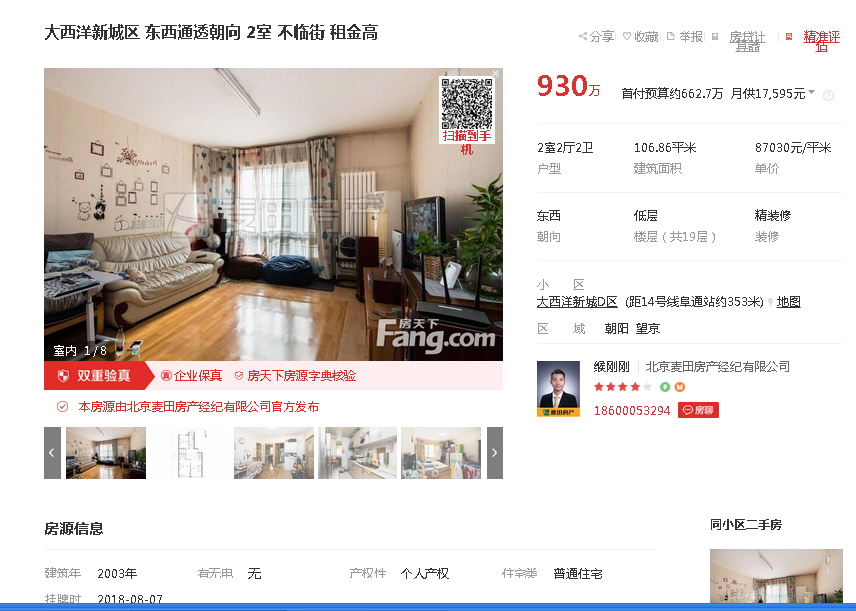 大西洋新城区 东西通透朝向 2室 不临街 租金高
分享 收藏 举报 房贷计算器 精准评估
扫描到手机
麦田房产
房天下
Fang.com
室内 1/8
双重验真 企业保真 房天下房源字典核验
本房源由北京麦田房产经纪有限公司官方发布
930万 首付预算约662.7万 月供17,595元
2室2厅2卫 106.86平米 87030元/平米
户型 建筑面积 单价
东西 低层 精装修
朝向 楼层（共19层） 装修
小 区
大西洋新城D区 (距14号线阜通站约353米) 地图
区 域 朝阳 望京
缑刚刚 北京麦田房产经纪有限公司
麦田房产
18600053294 房聊
房源信息
建筑年 2003年 有无电 无 产权性 个人产权 住宅类 普通住宅
挂牌时 2018-08-07
同小区二手房